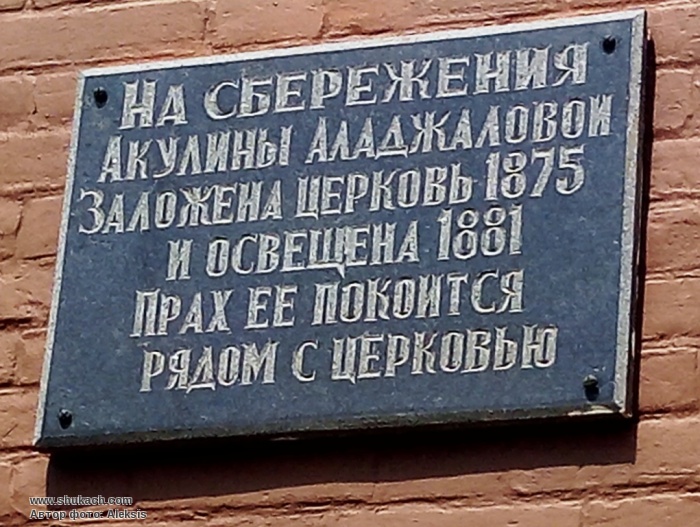 На сбережения
Акулины Аладжаловой
Заложена церковь 1875
и освещена 1881
Прах ее покоится
рядом с церковью
www.shukach.com
Автор фото: Aleksis